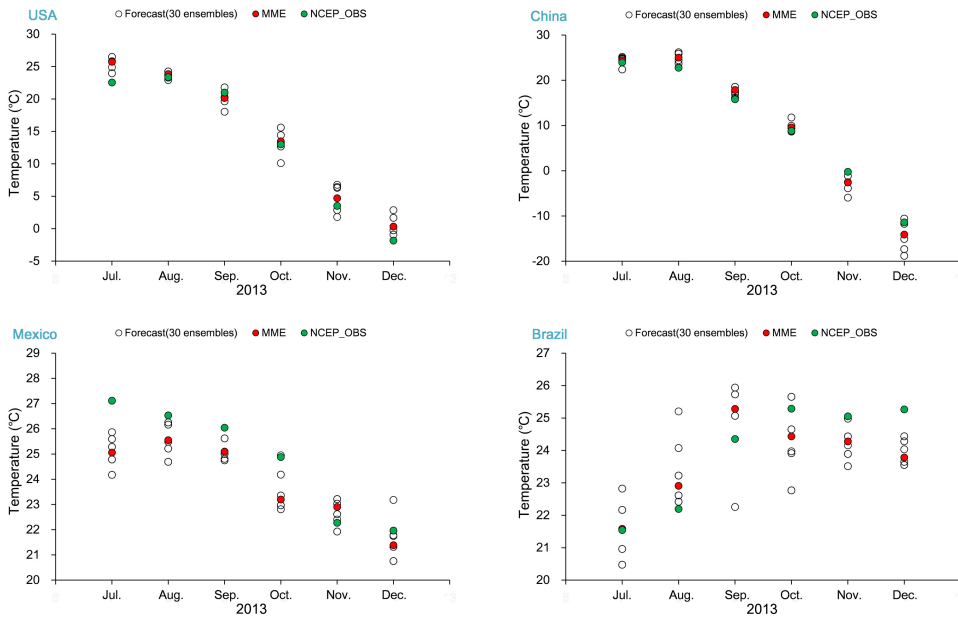 USA
Forecast(30 ensembles) MME NCEP_OBS
Temperature (°C)
30
25
20
15
10
5
0
-5
Jul. Aug. Sep. Oct. Nov. Dec.
2013
China
Forecast(30 ensembles) MME NCEP_OBS
Temperature (°C)
30
20
10
0
-10
-20
Jul. Aug. Sep. Oct. Nov. Dec.
2013
Mexico
Forecast(30 ensembles) MME NCEP_OBS
Temperature (°C)
29
28
27
26
25
24
23
22
21
20
Jul. Aug. Sep. Oct. Nov. Dec.
2013
Brazil
Forecast(30 ensembles) MME NCEP_OBS
Temperature (°C)
27
26
25
24
23
22
21
20
Jul. Aug. Sep. Oct. Nov. Dec.
2013